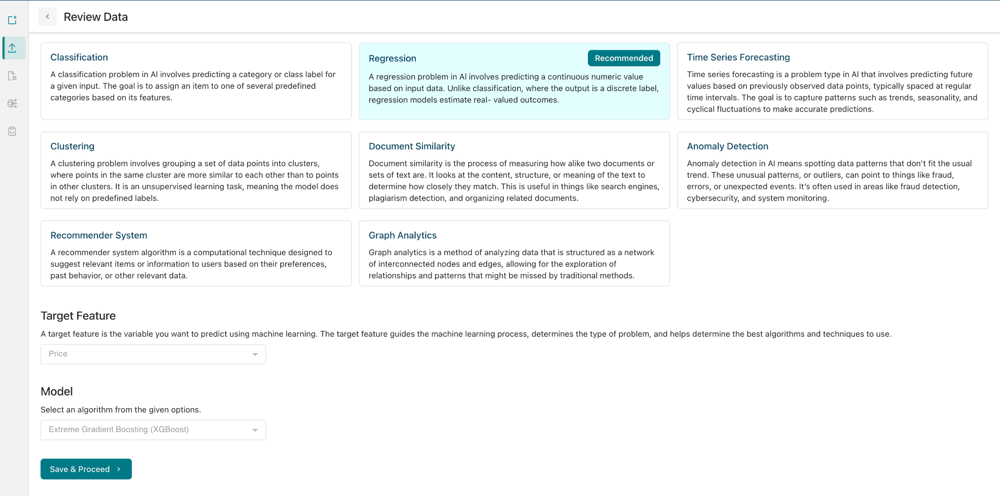 Review Data
Classification
A classification problem in AI involves predicting a category or class label for
a given input. The goal is to assign an item to one of several predefined
categories based on its features.
Regression
Recommended
A regression problem in AI involves predicting a continuous numeric value
based on input data. Unlike classification, where the output is a discrete label,
regression models estimate real- valued outcomes.
Time Series Forecasting
Time series forecasting is a problem type in AI that involves predicting future
values based on previously observed data points, typically spaced at regular
time intervals. The goal is to capture patterns such as trends, seasonality, and
cyclical fluctuations to make accurate predictions.
Clustering
A clustering problem involves grouping a set of data points into clusters,
where points in the same cluster are more similar to each other than to points
in other clusters. It is an unsupervised learning task, meaning the model does
not rely on predefined labels.
Document Similarity
Document similarity is the process of measuring how alike two documents or
sets of text are. It looks at the content, structure, or meaning of the text to
determine how closely they match. This is useful in things like search engines,
plagiarism detection, and organizing related documents.
Anomaly Detection
Anomaly detection in AI means spotting data patterns that don’t fit the usual
trend. These unusual patterns, or outliers, can point to things like fraud,
errors, or unexpected events. It’s often used in areas like fraud detection,
cybersecurity, and system monitoring.
Recommender System
A recommender system algorithm is a computational technique designed to
suggest relevant items or information to users based on their preferences,
past behavior, or other relevant data.
Graph Analytics
Graph analytics is a method of analyzing data that is structured as a network
of interconnected nodes and edges, allowing for the exploration of
relationships and patterns that might be missed by traditional methods.
Target Feature
A target feature is the variable you want to predict using machine learning. The target feature guides the machine learning process, determines the type of problem, and helps determine the best algorithms and techniques to use.
Price
Model
Select an algorithm from the given options.
Extreme Gradient Boosting (XGBoost)
Save & Proceed